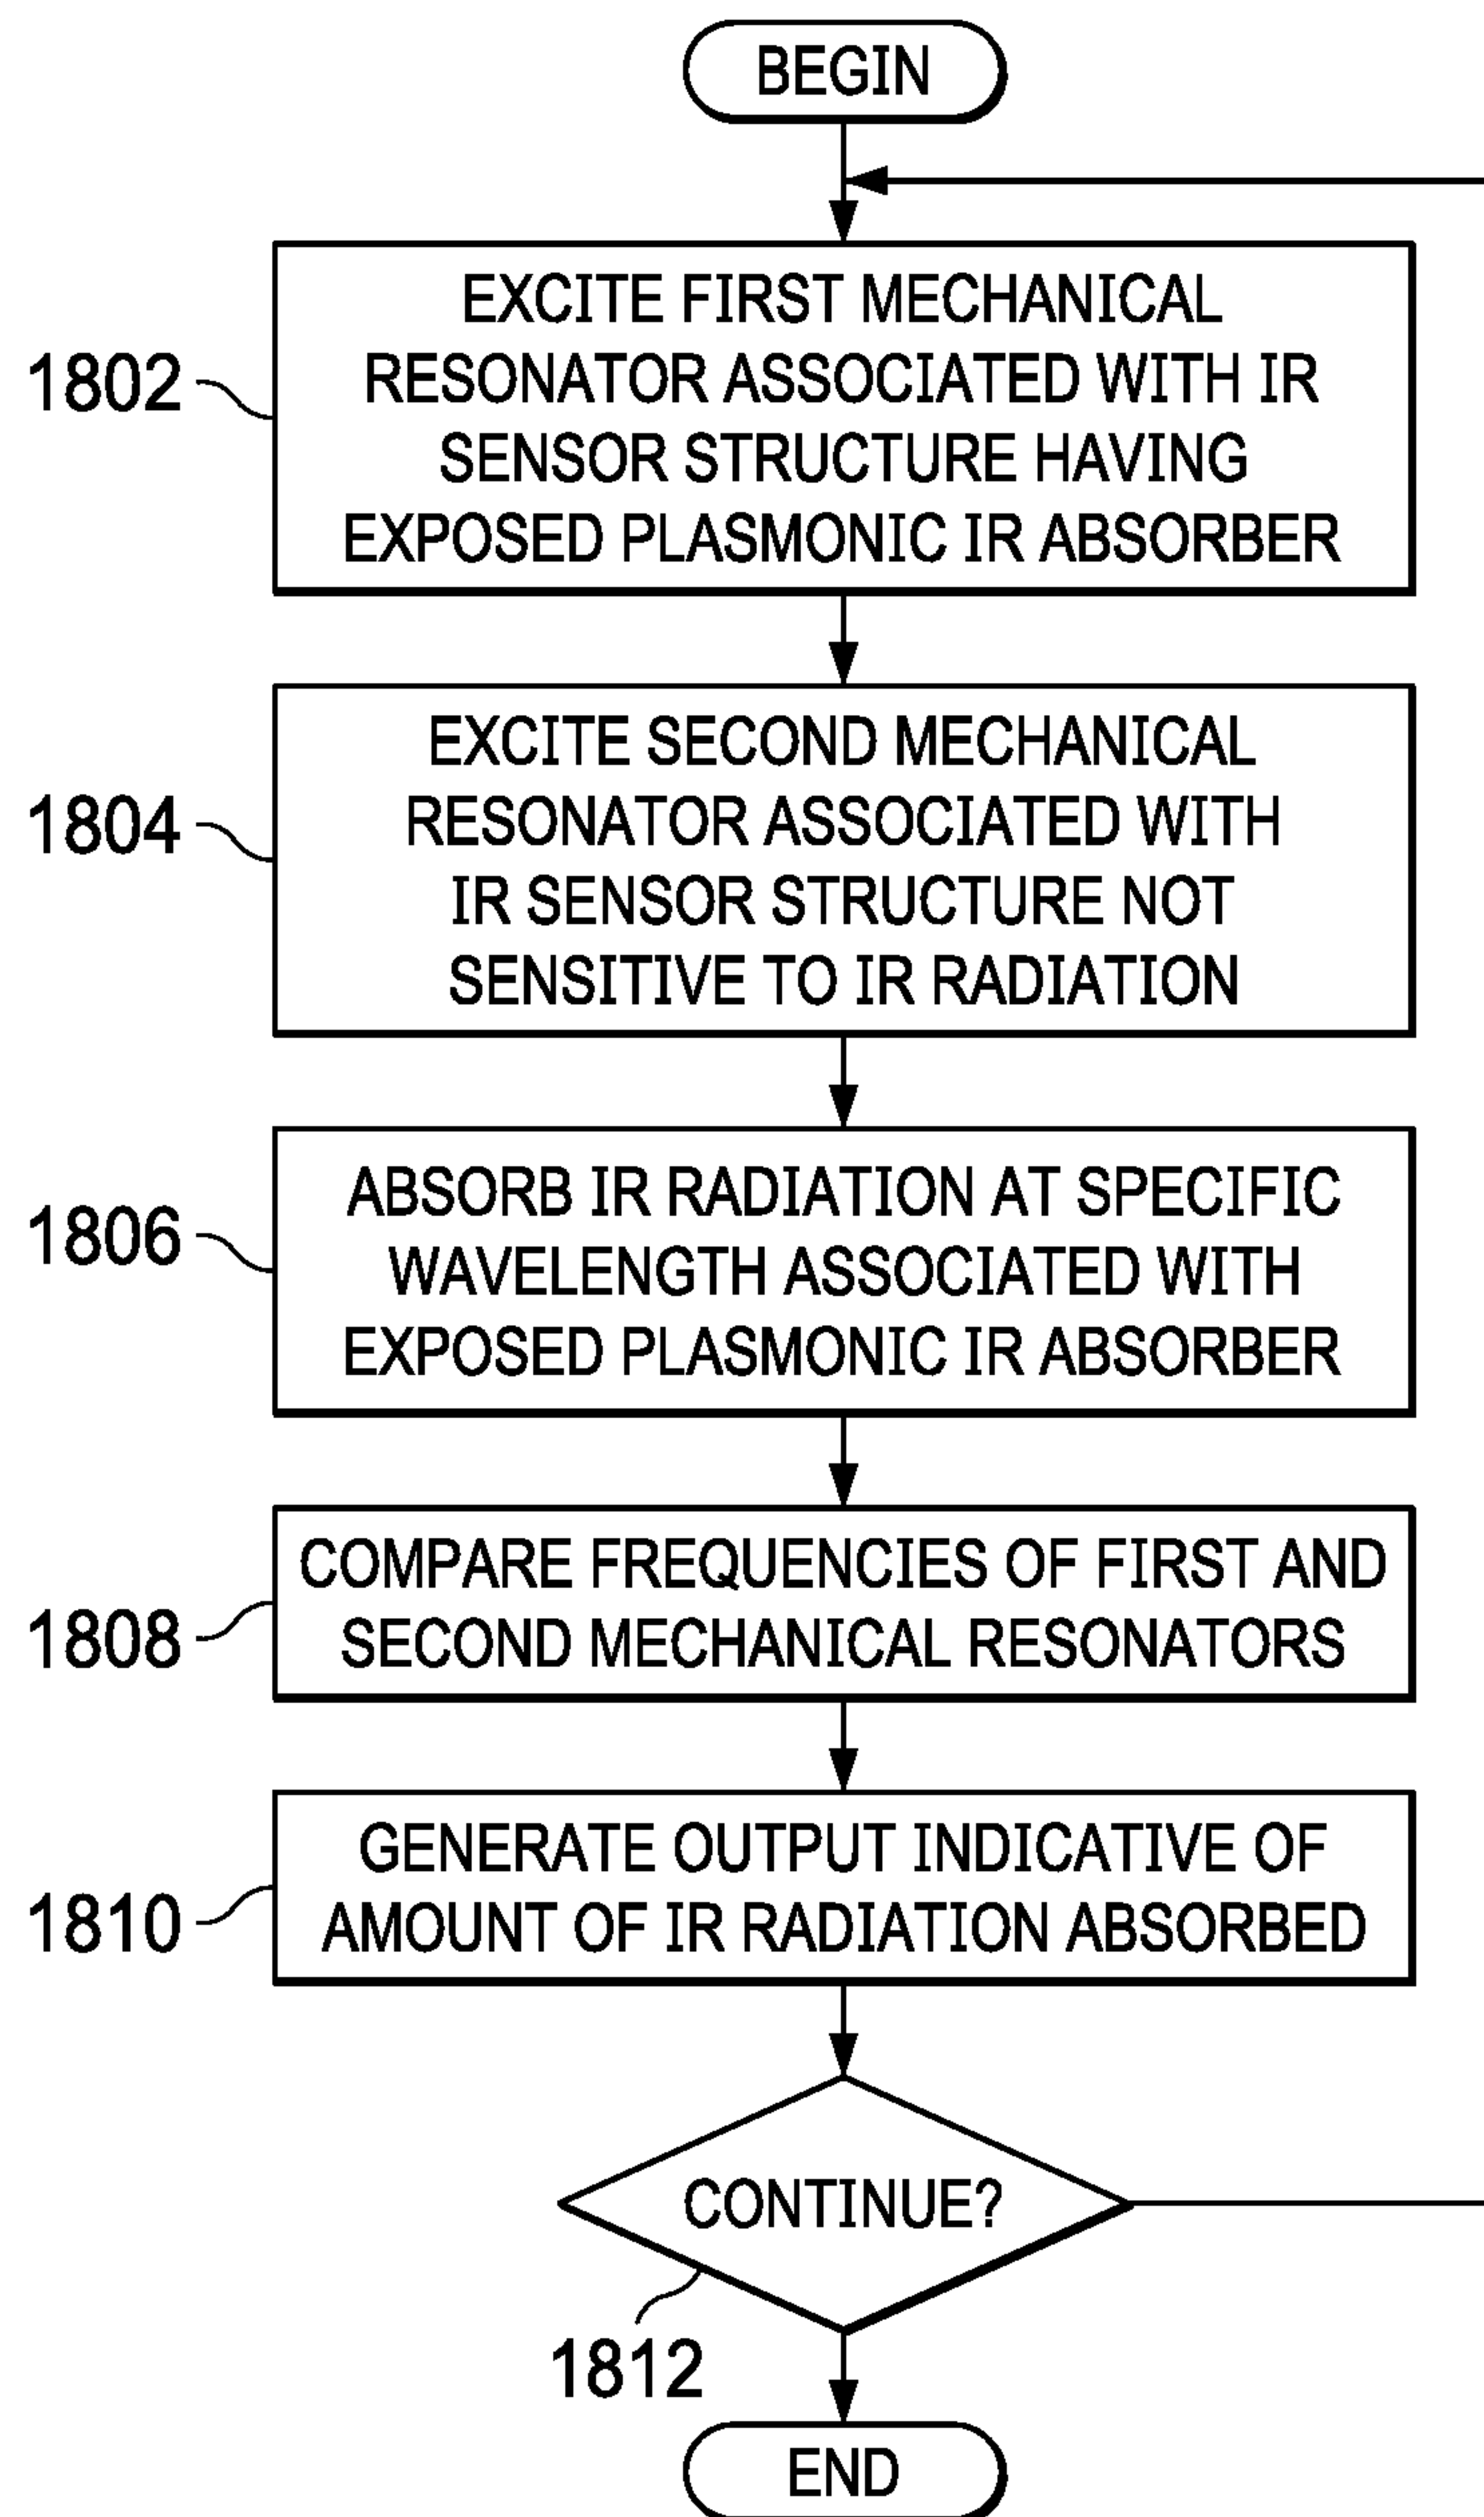 BEGIN
1802
EXCITE FIRST MECHANICAL
RESONATOR ASSOCIATED WITH IR
SENSOR STRUCTURE HAVING
EXPOSED PLASMONIC IR ABSORBER
1804
EXCITE SECOND MECHANICAL
RESONATOR ASSOCIATED WITH
IR SENSOR STRUCTURE NOT
SENSITIVE TO IR RADIATION
1806
ABSORB IR RADIATION AT SPECIFIC
WAVELENGTH ASSOCIATED WITH
EXPOSED PLASMONIC IR ABSORBER
1808
COMPARE FREQUENCIES OF FIRST AND
SECOND MECHANICAL RESONATORS
1810
GENERATE OUTPUT INDICATIVE OF
AMOUNT OF IR RADIATION ABSORBED
CONTINUE?
1812
END